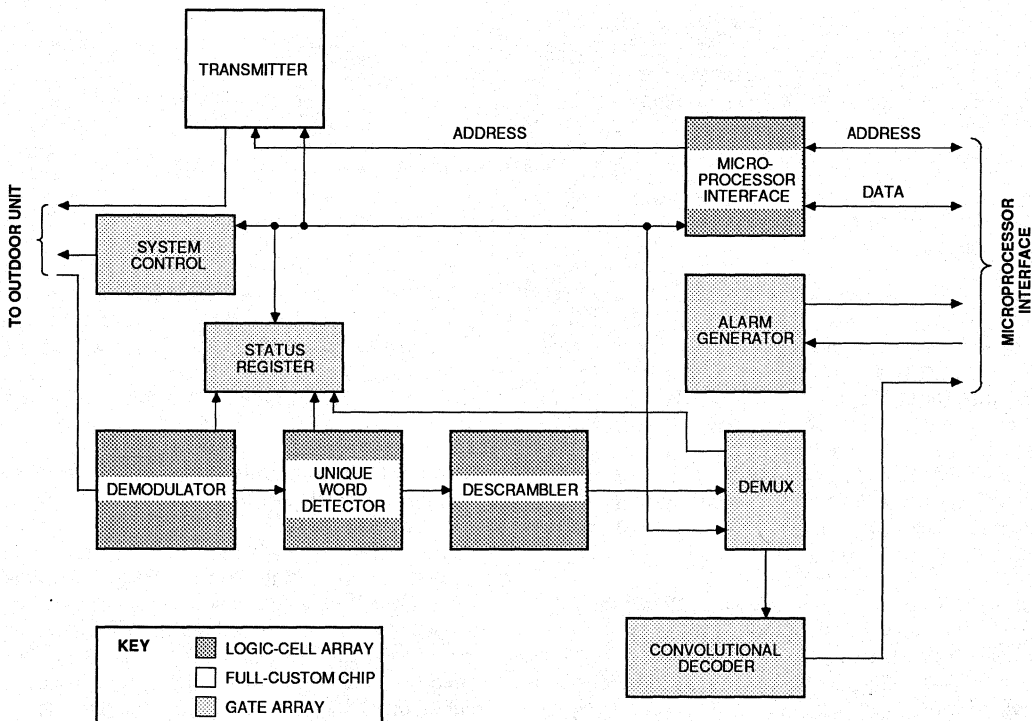 TRANSMITTER
ADDRESS
MICRO-
PROCESSOR
INTERFACE
ADDRESS
DATA
TO OUTDOOR UNIT
SYSTEM
CONTROL
MICROPROCESSOR
INTERFACE
ALARM
GENERATOR
STATUS
REGISTER
DEMODULATOR
UNIQUE
WORD
DETECTOR
DESCRAMBLER
DEMUX
CONVOLUTIONAL
DECODER
KEY
LOGIC-CELL ARRAY
FULL-CUSTOM CHIP
GATE ARRAY